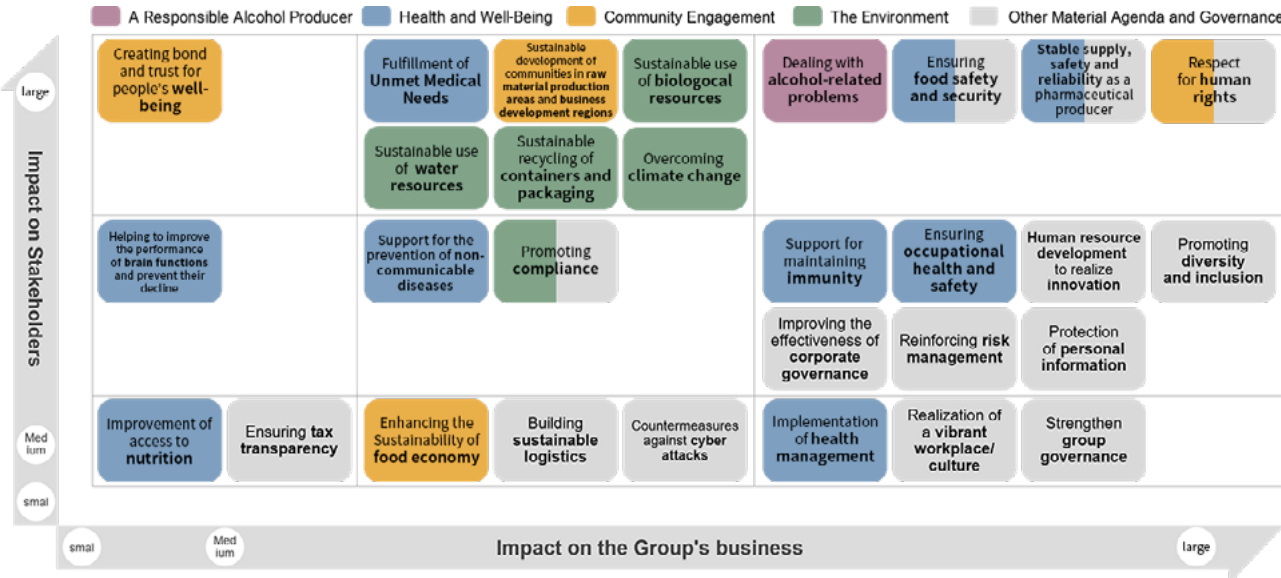 A Responsible Alcohol Producer
Health and Well-Being
Community Engagement
The Environment
Other Material Agenda and Governance
large
Impact on Stakeholders
Med
ium
smal
Creating bond
and trust for
people's well-
being
Fulfillment of
Unmet Medical
Needs
Sustainable
development of
communities in raw
material production
areas and business
development regions
Sustainable use
of biologocal
resources
Dealing with
alcohol-related
problems
Ensuring
food safety
and security
Stable supply,
safety and
reliability as a
pharmaceutical
producer
Respect
for human
rights
Sustainable use
of water
resources
Sustainable
recycling of
containers and
packaging
Overcoming
climate change
Helping to improve
the performance
of brain functions
and prevent their
decline
Support for the
prevention of non-
communicable
diseases
Promoting
compliance
Support for
maintaining
immunity
Ensuring
occupational
health and
safety
Human resource
development
to realize
innovation
Promoting
diversity
and inclusion
Improving the
effectiveness of
corporate
governance
Reinforcing risk
management
Protection
of personal
information
Improvement of
access to
nutrition
Ensuring tax
transparency
Enhancing the
Sustainability of
food economy
Building
sustainable
logistics
Countermeasures
against cyber
attacks
Implementation
of health
management
Realization of
a vibrant
workplace/
culture
Strengthen
group
governance
smal
Med
ium
Impact on the Group's business
large